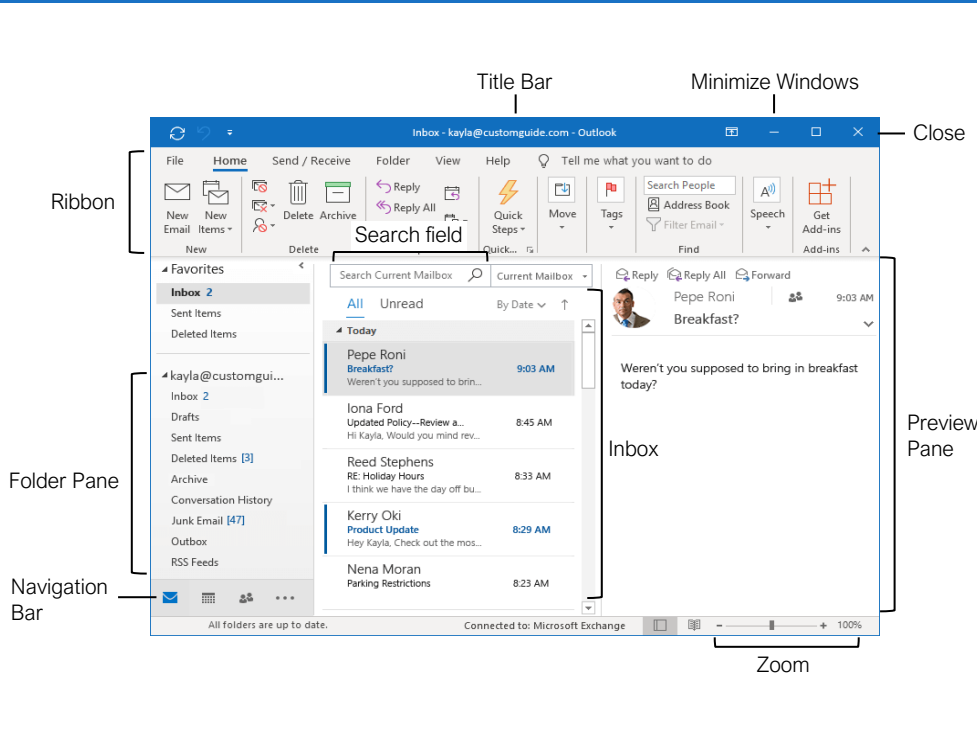 Title Bar
Minimize Windows
Inbox - kayla@customguide.com - Outlook
Close
File Home Send / Receive Folder View Help Tell me what you want to do
Ribbon
New Email
New Items
Delete
Archive
Reply
Reply All
Quick Steps
Move
Tags
Search People
Address Book
Filter Email
Speech
Get Add-ins
New
Delete
Quick...
Find
Add-ins
Search field
Favorites
Inbox 2
Sent Items
Deleted Items
kayla@customgui...
Inbox 2
Drafts
Sent Items
Deleted Items [3]
Archive
Conversation History
Junk Email [47]
Outbox
RSS Feeds
Folder Pane
Navigation
Bar
Search Current Mailbox
Current Mailbox
All Unread By Date
Today
Pepe Roni
Breakfast? 9:03 AM
Weren't you supposed to brin...
Iona Ford
Updated Policy--Review a... 8:45 AM
Hi Kayla, Would you mind rev...
Reed Stephens
RE: Holiday Hours 8:33 AM
I think we have the day off bu...
Kerry Oki
Product Update 8:29 AM
Hey Kayla, Check out the mos...
Nena Moran
Parking Restrictions 8:23 AM
Inbox
Reply Reply All Forward
Pepe Roni 9:03 AM
Breakfast?
Weren't you supposed to bring in breakfast
today?
Preview
Pane
All folders are up to date. Connected to: Microsoft Exchange 100%
Zoom